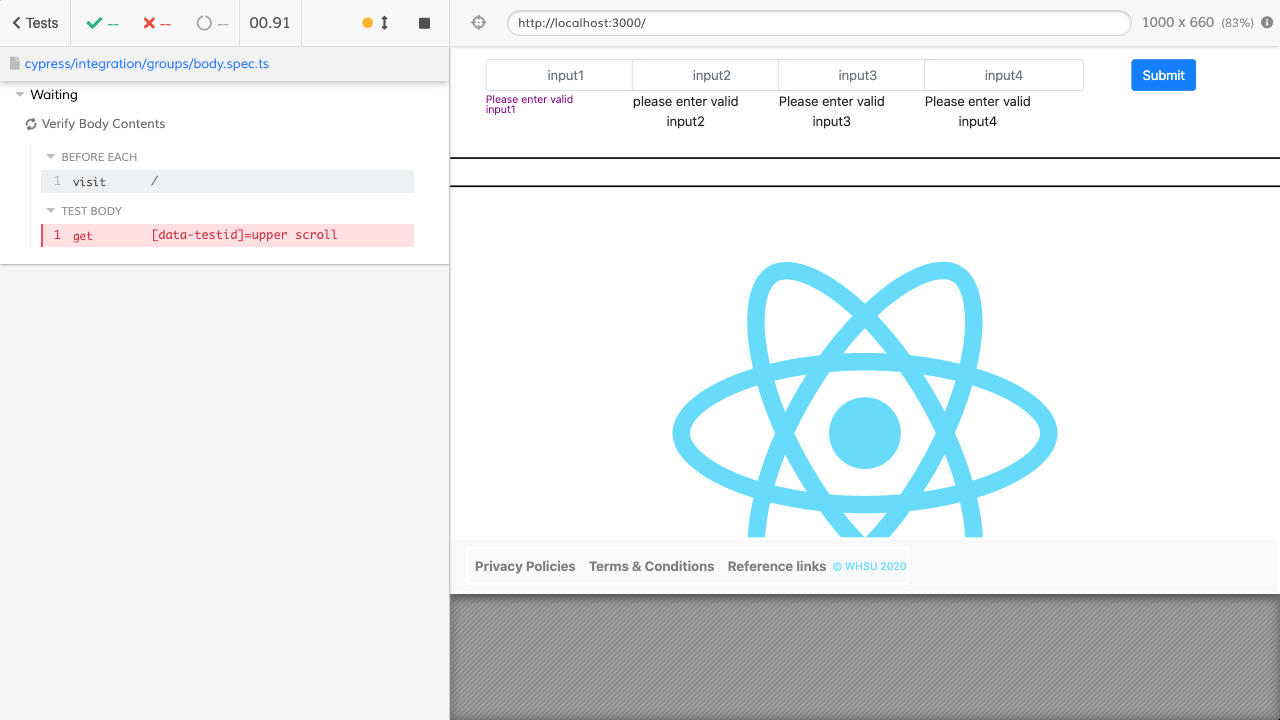 Tests
--
--
--
00.91
http://localhost:3000/
1000 x 660 (83%)
cypress/integration/groups/body.spec.ts
Waiting
Verify Body Contents
BEFORE EACH
1 visit /
TEST BODY
1 get [data-testid]=upper scroll
input1 input2 input3 input4 Submit
Please enter valid
input1
please enter valid
input2
Please enter valid
input3
Please enter valid
input4
Privacy Policies Terms & Conditions Reference links © WHSU 2020